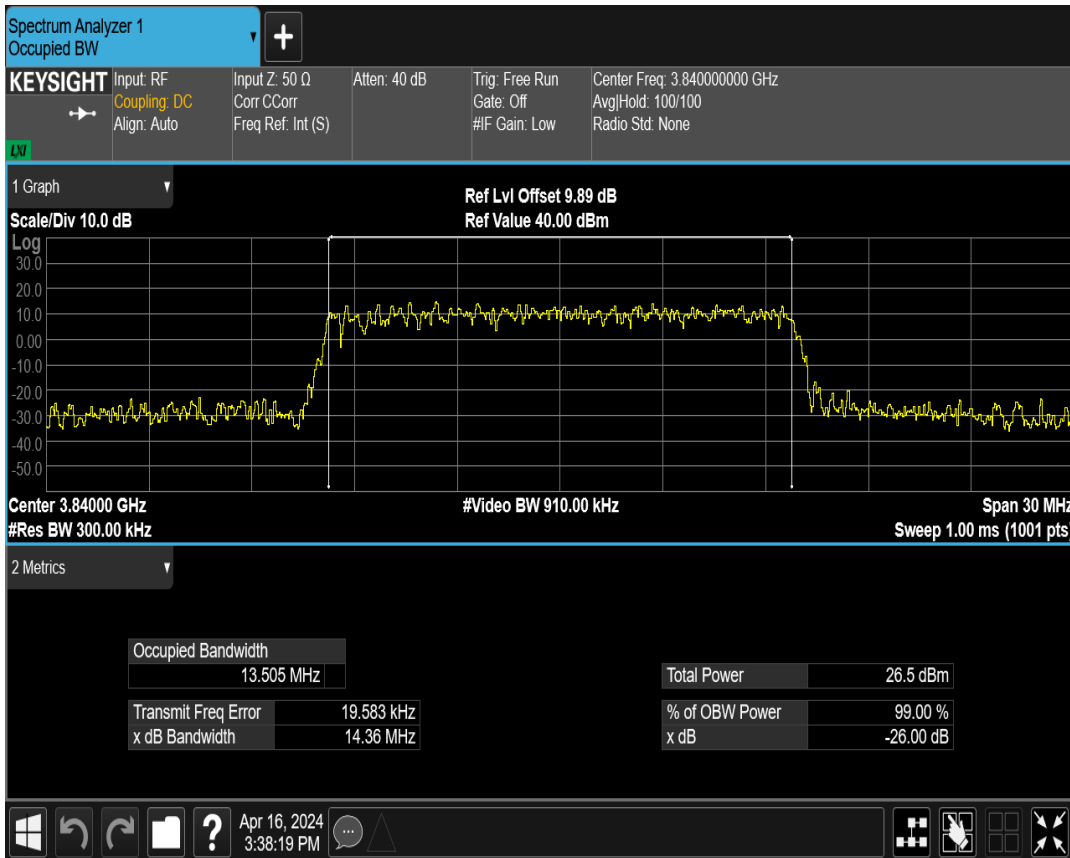 Spectrum Analyzer 1
Occupied BW
KEYSIGHT
LXI
Input: RF
Coupling: DC
Align: Auto
Input Z: 50 Ω
Corr CCorr
Freq Ref: Int (S)
Atten: 40 dB
Trig: Free Run
Gate: Off
#IF Gain: Low
Center Freq: 3.840000000 GHz
Avg|Hold: 100/100
Radio Std: None
1 Graph
Scale/Div 10.0 dB
Ref Lvl Offset 9.89 dB
Ref Value 40.00 dBm
Log
30.0
20.0
10.0
0.00
-10.0
-20.0
-30.0
-40.0
-50.0
Center 3.84000 GHz
#Video BW 910.00 kHz
Span 30 MHz
#Res BW 300.00 kHz
Sweep 1.00 ms (1001 pts)
2 Metrics
Occupied Bandwidth
13.505 MHz
Transmit Freq Error 19.583 kHz
x dB Bandwidth 14.36 MHz
Total Power 26.5 dBm
% of OBW Power 99.00 %
x dB -26.00 dB
Apr 16, 2024
3:38:19 PM